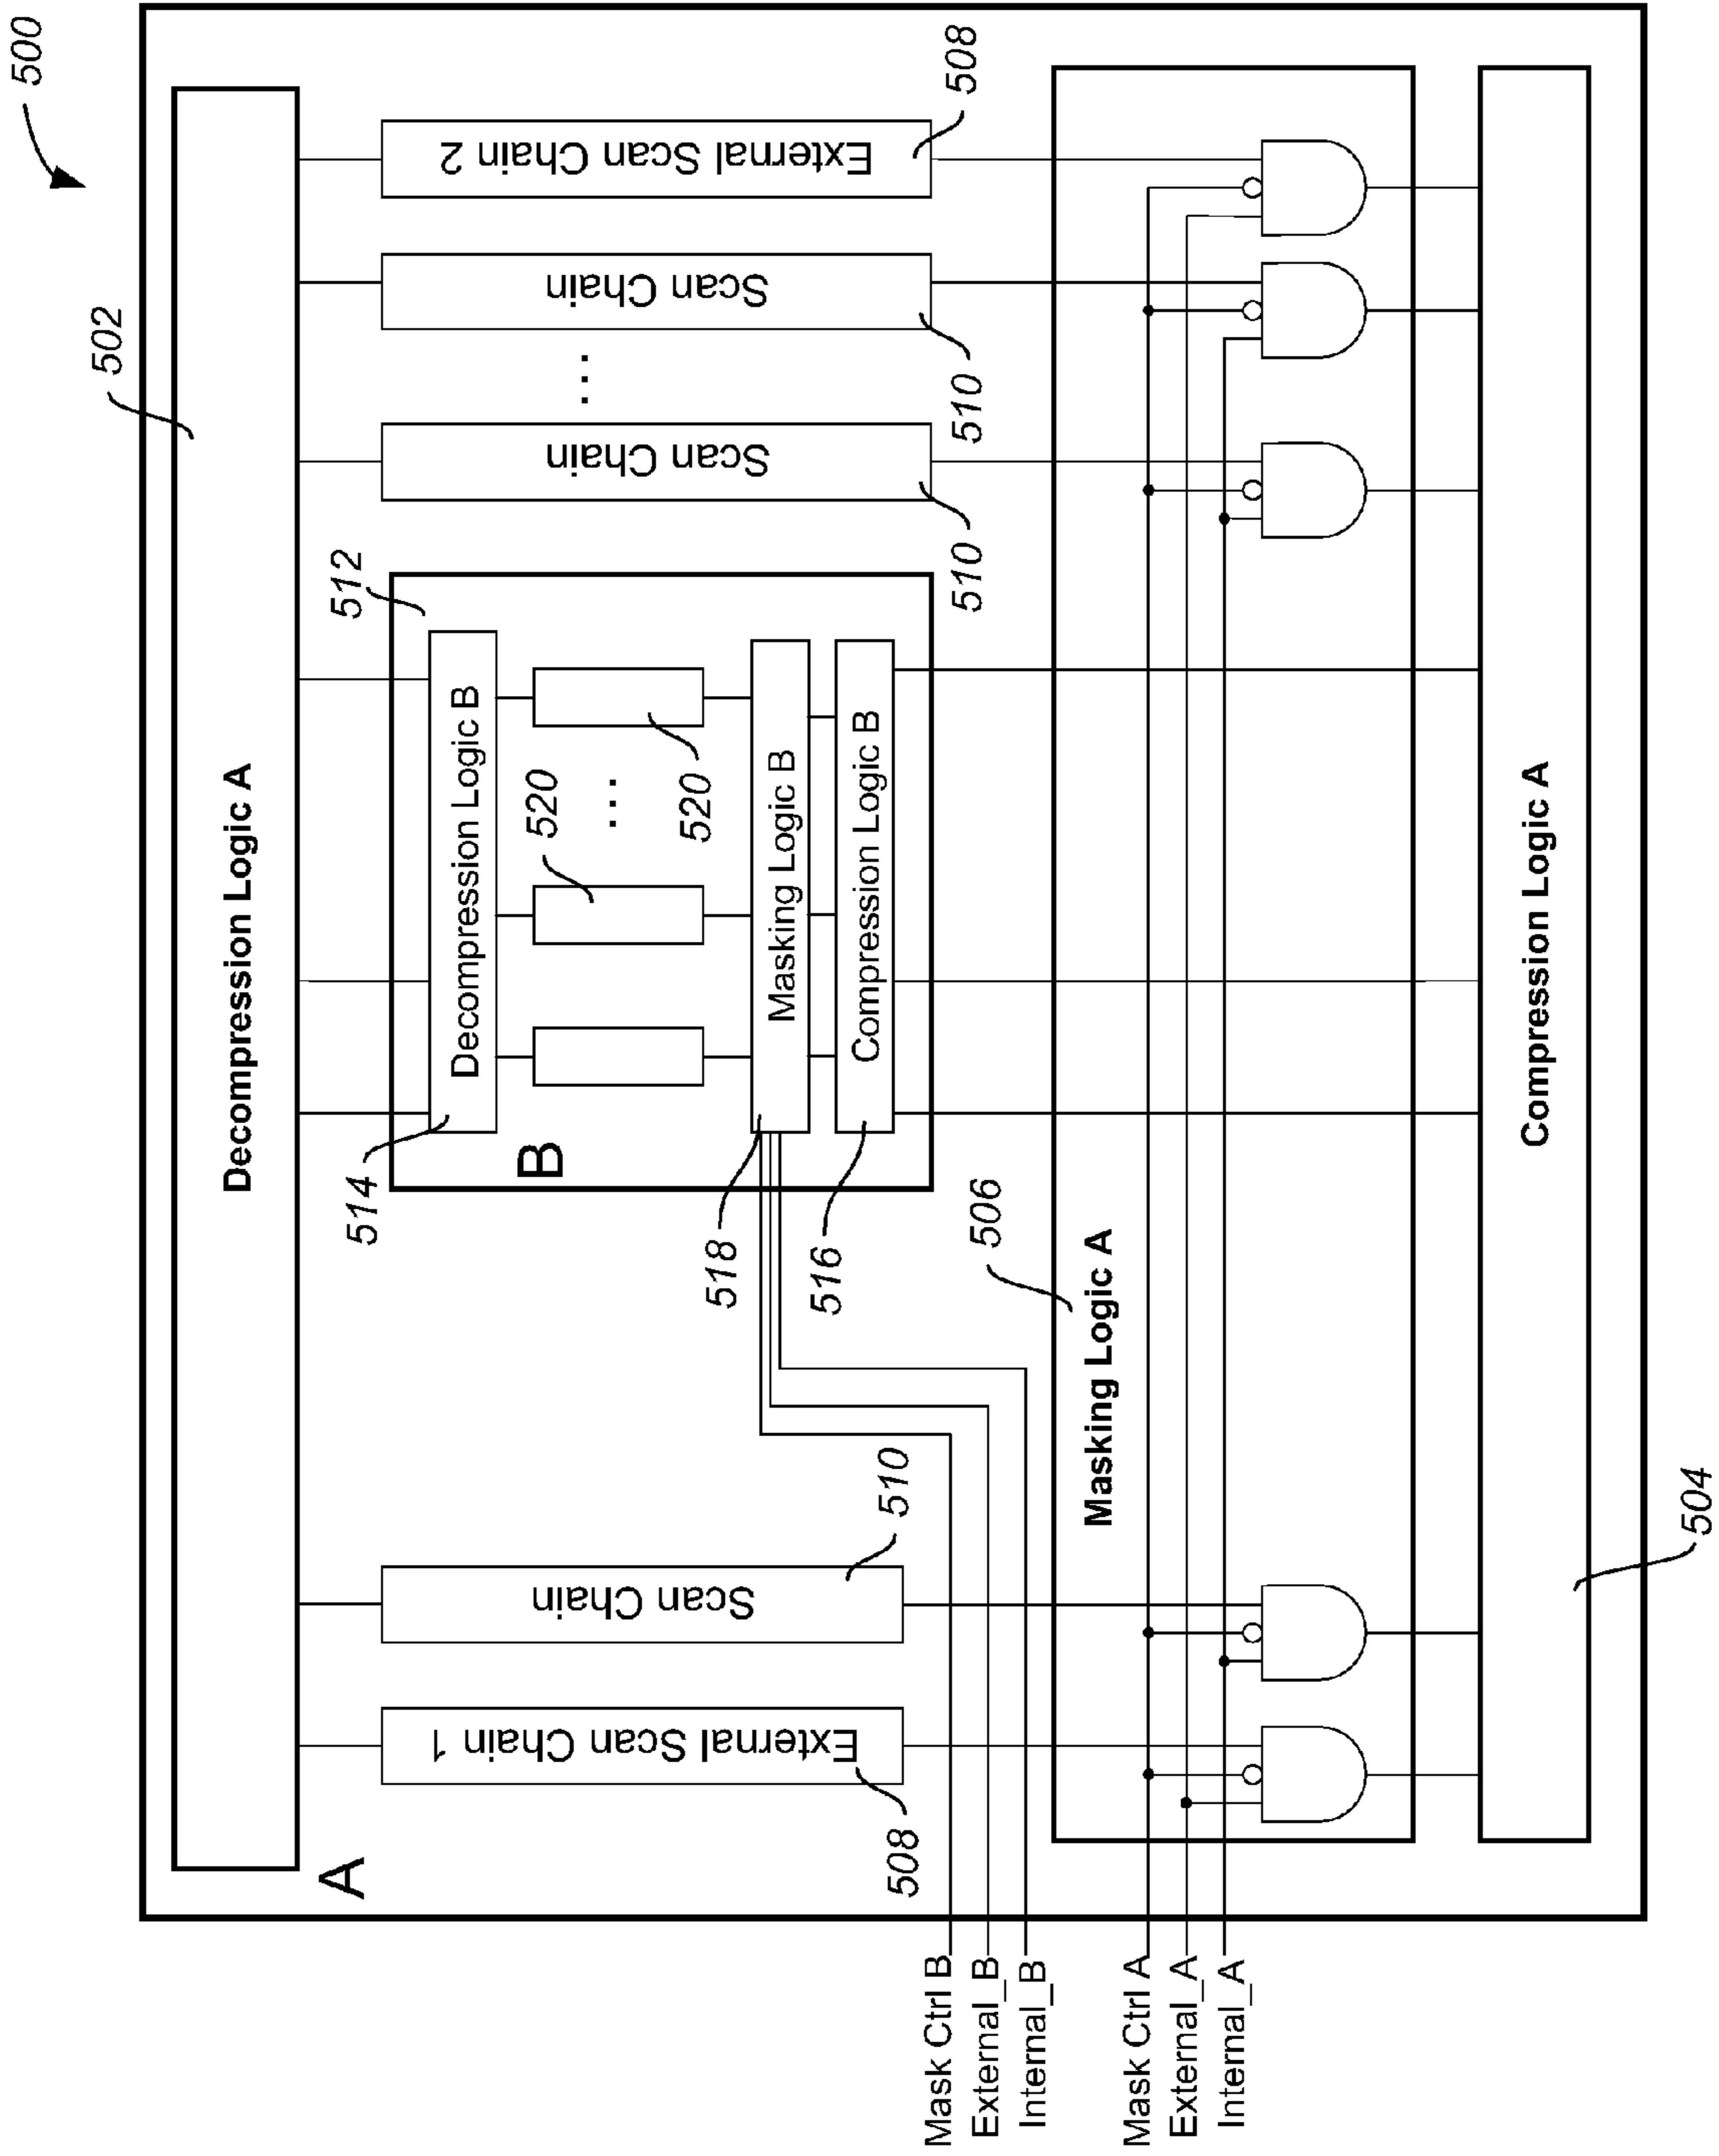 500
502
Decompression Logic A
A
External Scan Chain 1
508
Scan Chain
510
512
514
Decompression Logic B
B
520
...
520
518
Masking Logic B
516
Compression Logic B
Scan Chain
510
...
Scan Chain
510
External Scan Chain 2
508
Mask Ctrl B
External_B
Internal_B
506
Masking Logic A
Mask Ctrl A
External_A
Internal_A
Compression Logic A
504